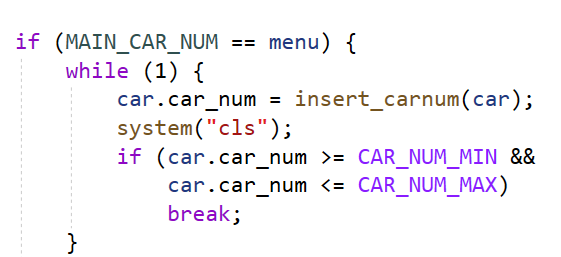 if (MAIN_CAR_NUM == menu) {
    while (1) {
        car.car_num = insert_carnum(car);
        system("cls");
        if (car.car_num >= CAR_NUM_MIN &&
            car.car_num <= CAR_NUM_MAX)
            break;
    }